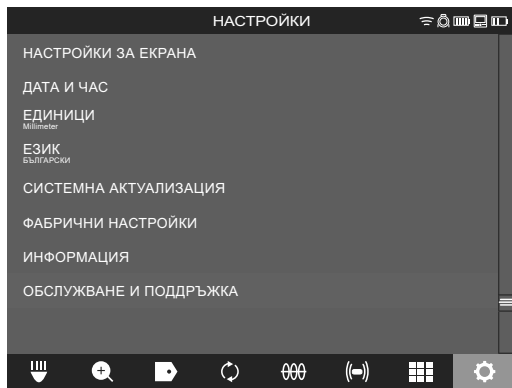 НАСТРОЙКИ
НАСТРОЙКИ ЗА ЕКРАНА
ДАТА И ЧАС
ЕДИНИЦИ
Millimeter
ЕЗИК
БЪЛГАРСКИ
СИСТЕМНА АКТУАЛИЗАЦИЯ
ФАБРИЧНИ НАСТРОЙКИ
ИНФОРМАЦИЯ
ОБСЛУЖВАНЕ И ПОДДРЪЖКА